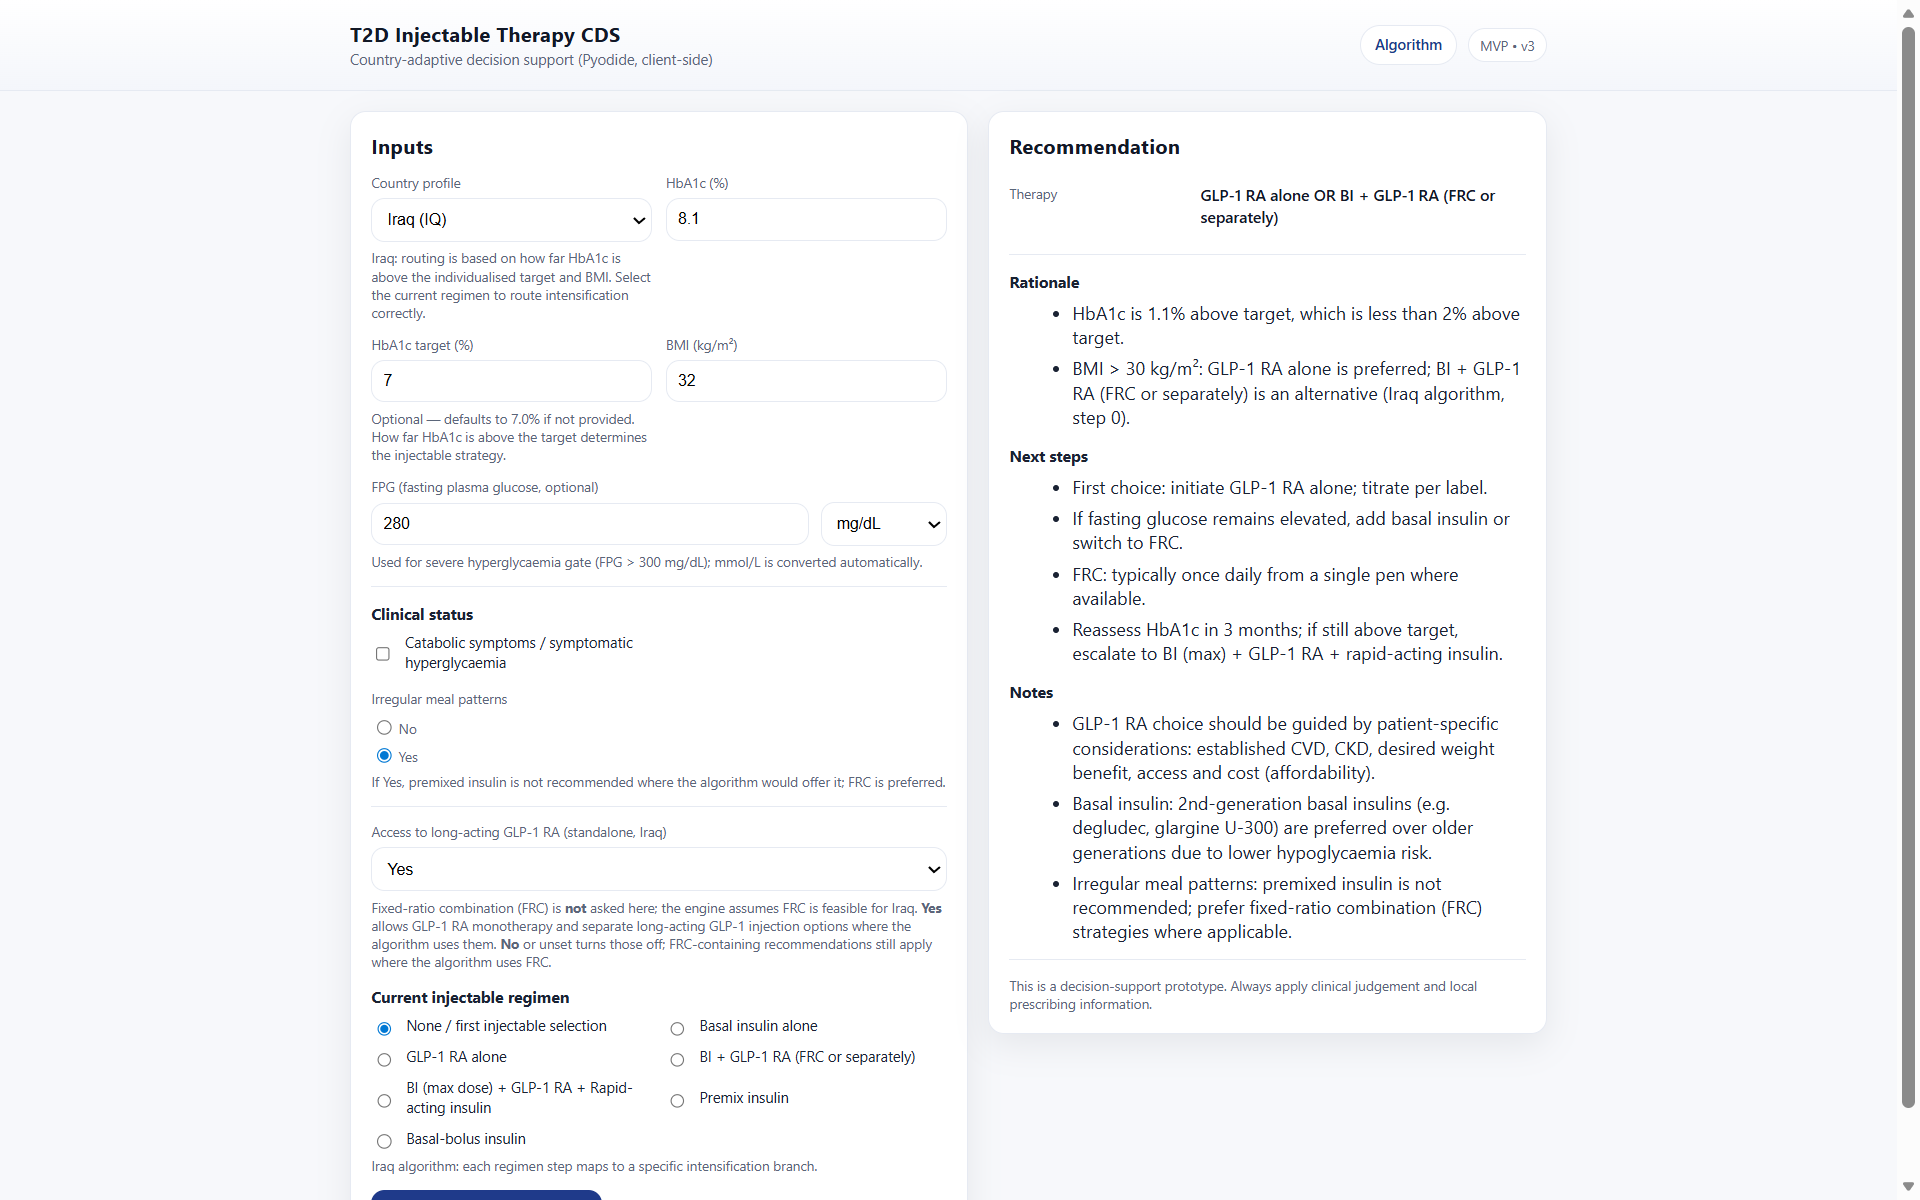 T2D Injectable Therapy CDS
Country-adaptive decision support (Pyodide, client-side)
Algorithm
MVP • v3
Inputs
Country profile
Iraq (IQ)
Iraq: routing is based on how far HbA1c is
above the individualised target and BMI. Select
the current regimen to route intensification
correctly.
HbA1c (%)
8.1
HbA1c target (%)
7
Optional — defaults to 7.0% if not provided.
How far HbA1c is above the target determines
the injectable strategy.
BMI (kg/m²)
32
FPG (fasting plasma glucose, optional)
280
mg/dL
Used for severe hyperglycaemia gate (FPG > 300 mg/dL); mmol/L is converted automatically.
Clinical status
Catabolic symptoms / symptomatic
hyperglycaemia
Irregular meal patterns
No
Yes
If Yes, premixed insulin is not recommended where the algorithm would offer it; FRC is preferred.
Access to long-acting GLP-1 RA (standalone, Iraq)
Yes
Fixed-ratio combination (FRC) is not asked here; the engine assumes FRC is feasible for Iraq. Yes
allows GLP-1 RA monotherapy and separate long-acting GLP-1 injection options where the
algorithm uses them. No or unset turns those off; FRC-containing recommendations still apply
where the algorithm uses FRC.
Current injectable regimen
None / first injectable selection
Basal insulin alone
GLP-1 RA alone
BI + GLP-1 RA (FRC or separately)
BI (max dose) + GLP-1 RA + Rapid-
acting insulin
Premix insulin
Basal-bolus insulin
Iraq algorithm: each regimen step maps to a specific intensification branch.
Recommendation
Therapy
GLP-1 RA alone OR BI + GLP-1 RA (FRC or
separately)
Rationale
• HbA1c is 1.1% above target, which is less than 2% above
target.
• BMI > 30 kg/m²: GLP-1 RA alone is preferred; BI + GLP-1
RA (FRC or separately) is an alternative (Iraq algorithm,
step 0).
Next steps
• First choice: initiate GLP-1 RA alone; titrate per label.
• If fasting glucose remains elevated, add basal insulin or
switch to FRC.
• FRC: typically once daily from a single pen where
available.
• Reassess HbA1c in 3 months; if still above target,
escalate to BI (max) + GLP-1 RA + rapid-acting insulin.
Notes
• GLP-1 RA choice should be guided by patient-specific
considerations: established CVD, CKD, desired weight
benefit, access and cost (affordability).
• Basal insulin: 2nd-generation basal insulins (e.g.
degludec, glargine U-300) are preferred over older
generations due to lower hypoglycaemia risk.
• Irregular meal patterns: premixed insulin is not
recommended; prefer fixed-ratio combination (FRC)
strategies where applicable.
This is a decision-support prototype. Always apply clinical judgement and local
prescribing information.